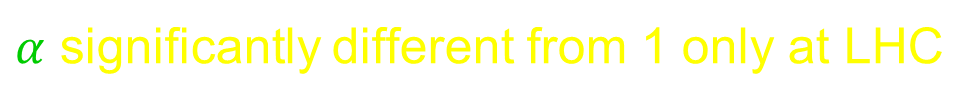 α significantly different from 1 only at LHC